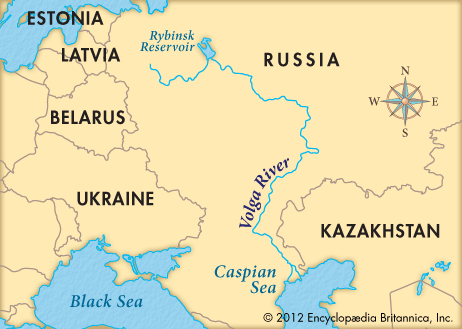 ESTONIA
Rybinsk
Reservoir
LATVIA
RUSSIA
N
W
E
S
BELARUS
Volga River
UKRAINE
KAZAKHSTAN
Caspian
Sea
Black Sea
© 2012 Encyclopædia Britannica, Inc.